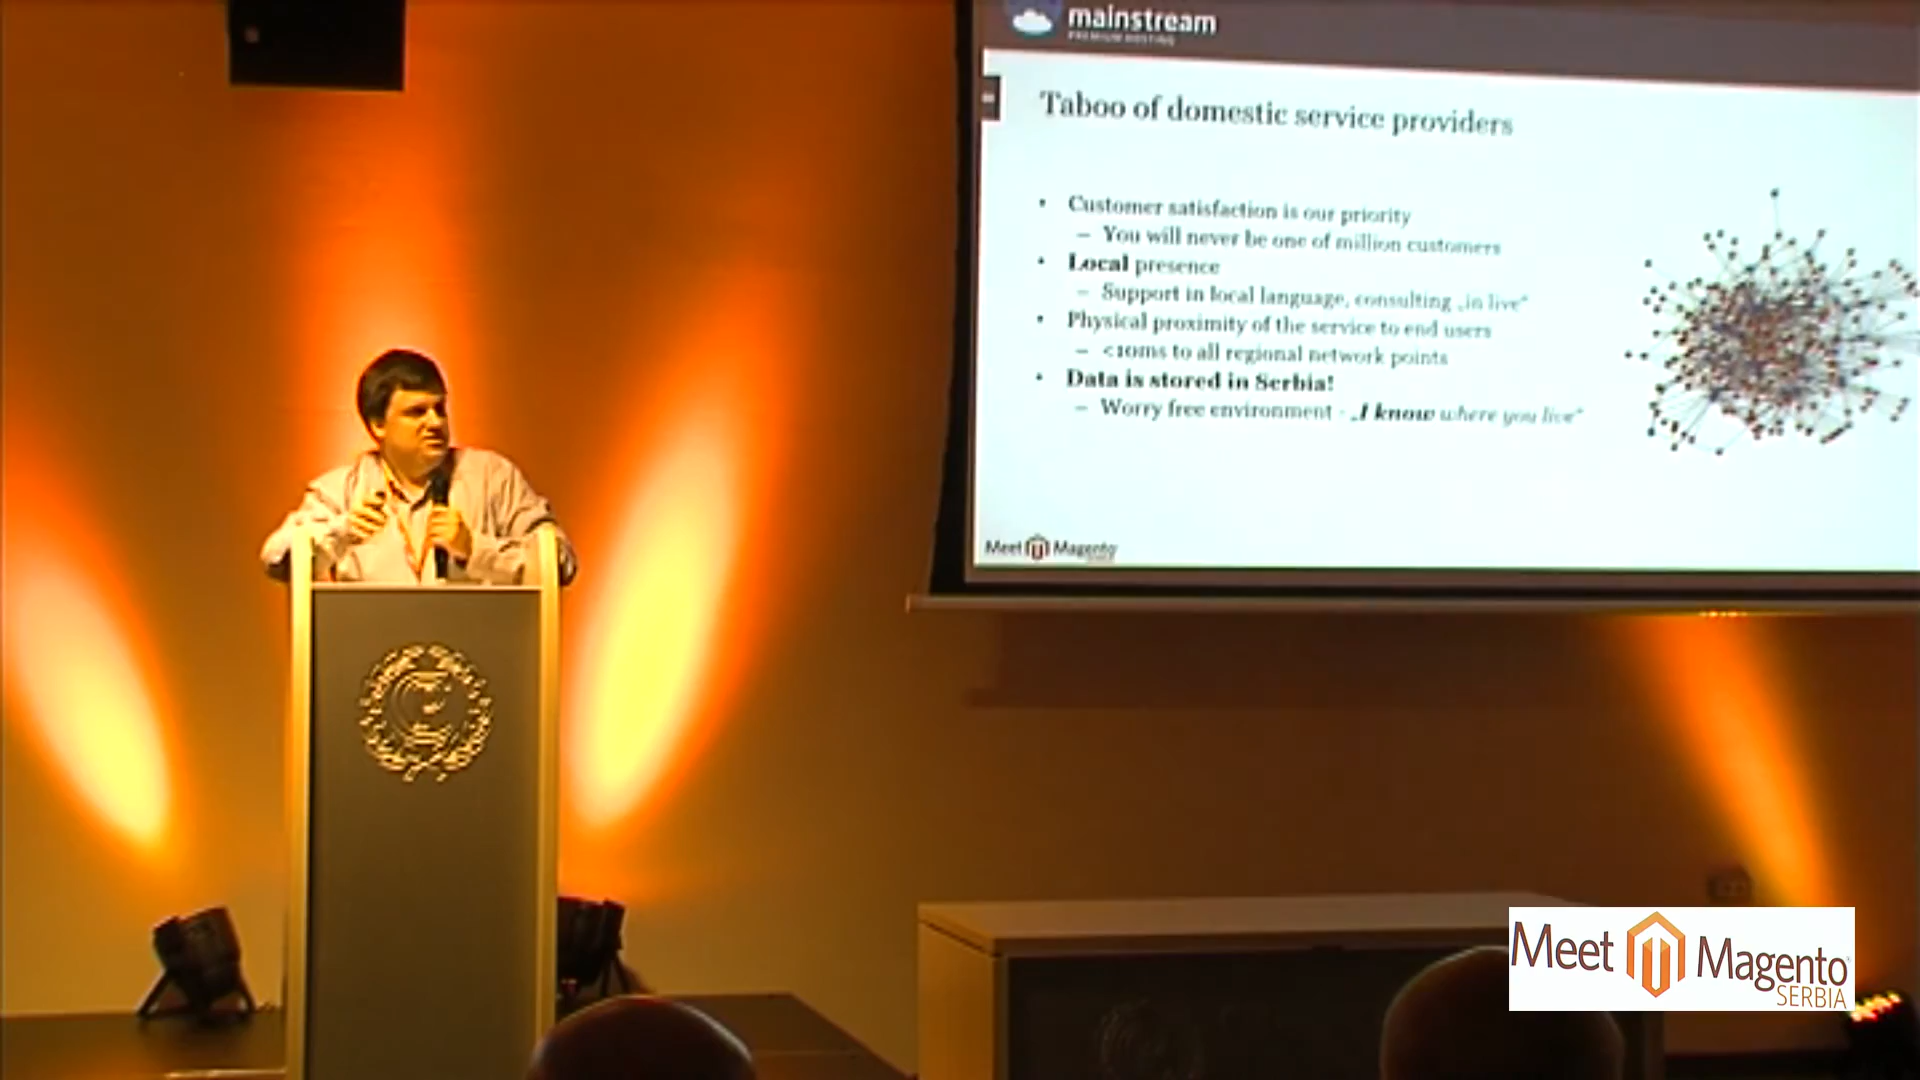 mainstream
PREMIUM HOSTING
Taboo of domestic service providers
• Customer satisfaction is our priority
– You will never be one of million customers
• Local presence
– Support in local language, consulting „in live“
• Physical proximity of the service to end users
– <10ms to all regional network points
• Data is stored in Serbia!
– Worry free environment - „I know where you live“
Meet Magento
Meet Magento
SERBIA